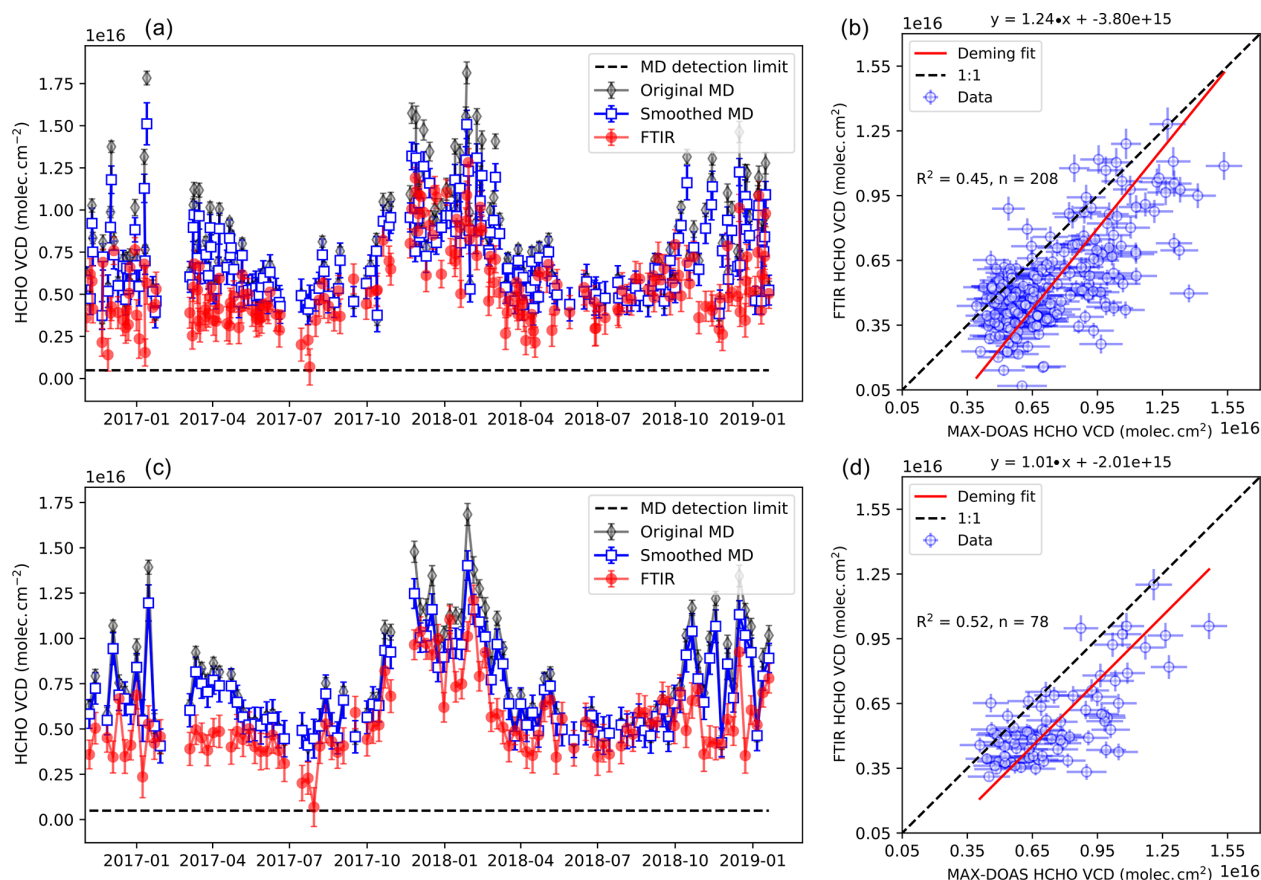 (a)
1e16
HCHO VCD (molec.cm⁻²)
1.75
1.50
1.25
1.00
0.75
0.50
0.25
0.00
MD detection limit
Original MD
Smoothed MD
FTIR
2017-01 2017-04 2017-07 2017-10 2018-01 2018-04 2018-07 2018-10 2019-01
(b)
1e16
y = 1.24•x + -3.80e+15
FTIR HCHO VCD (molec.cm²)
1.55
1.25
0.95
0.65
0.35
0.05
Deming fit
1:1
Data
R² = 0.45, n = 208
0.05 0.35 0.65 0.95 1.25 1.55
MAX-DOAS HCHO VCD (molec.cm²) 1e16
(c)
1e16
HCHO VCD (molec.cm⁻²)
1.75
1.50
1.25
1.00
0.75
0.50
0.25
0.00
MD detection limit
Original MD
Smoothed MD
FTIR
2017-01 2017-04 2017-07 2017-10 2018-01 2018-04 2018-07 2018-10 2019-01
(d)
1e16
y = 1.01•x + -2.01e+15
FTIR HCHO VCD (molec.cm²)
1.55
1.25
0.95
0.65
0.35
0.05
Deming fit
1:1
Data
R² = 0.52, n = 78
0.05 0.35 0.65 0.95 1.25 1.55
MAX-DOAS HCHO VCD (molec.cm²) 1e16